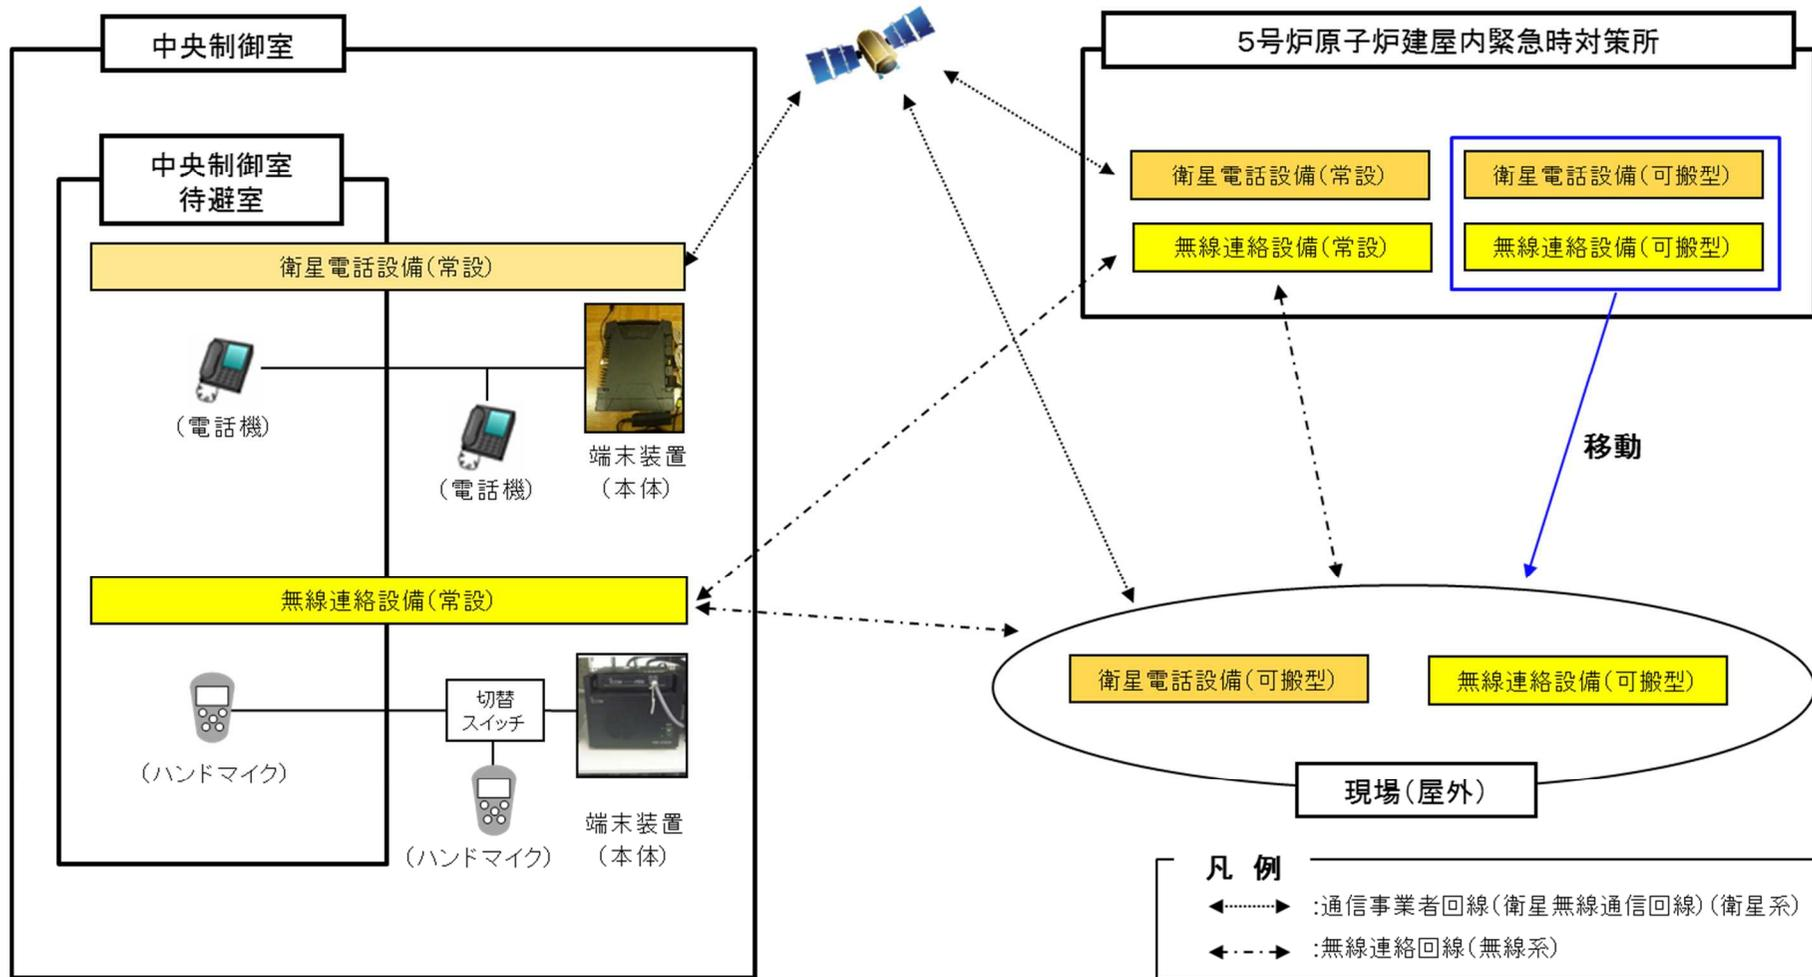 中央制御室
中央制御室
待避室
衛星電話設備(常設)
(電話機)
(電話機)
端末装置
(本体)
無線連絡設備(常設)
切替
スイッチ
(ハンドマイク)
(ハンドマイク)
端末装置
(本体)
5号炉原子炉建屋内緊急時対策所
衛星電話設備(常設)
衛星電話設備(可搬型)
無線連絡設備(常設)
無線連絡設備(可搬型)
移動
衛星電話設備(可搬型)
無線連絡設備(可搬型)
現場(屋外)
凡 例
:通信事業者回線(衛星無線通信回線)(衛星系)
:無線連絡回線(無線系)